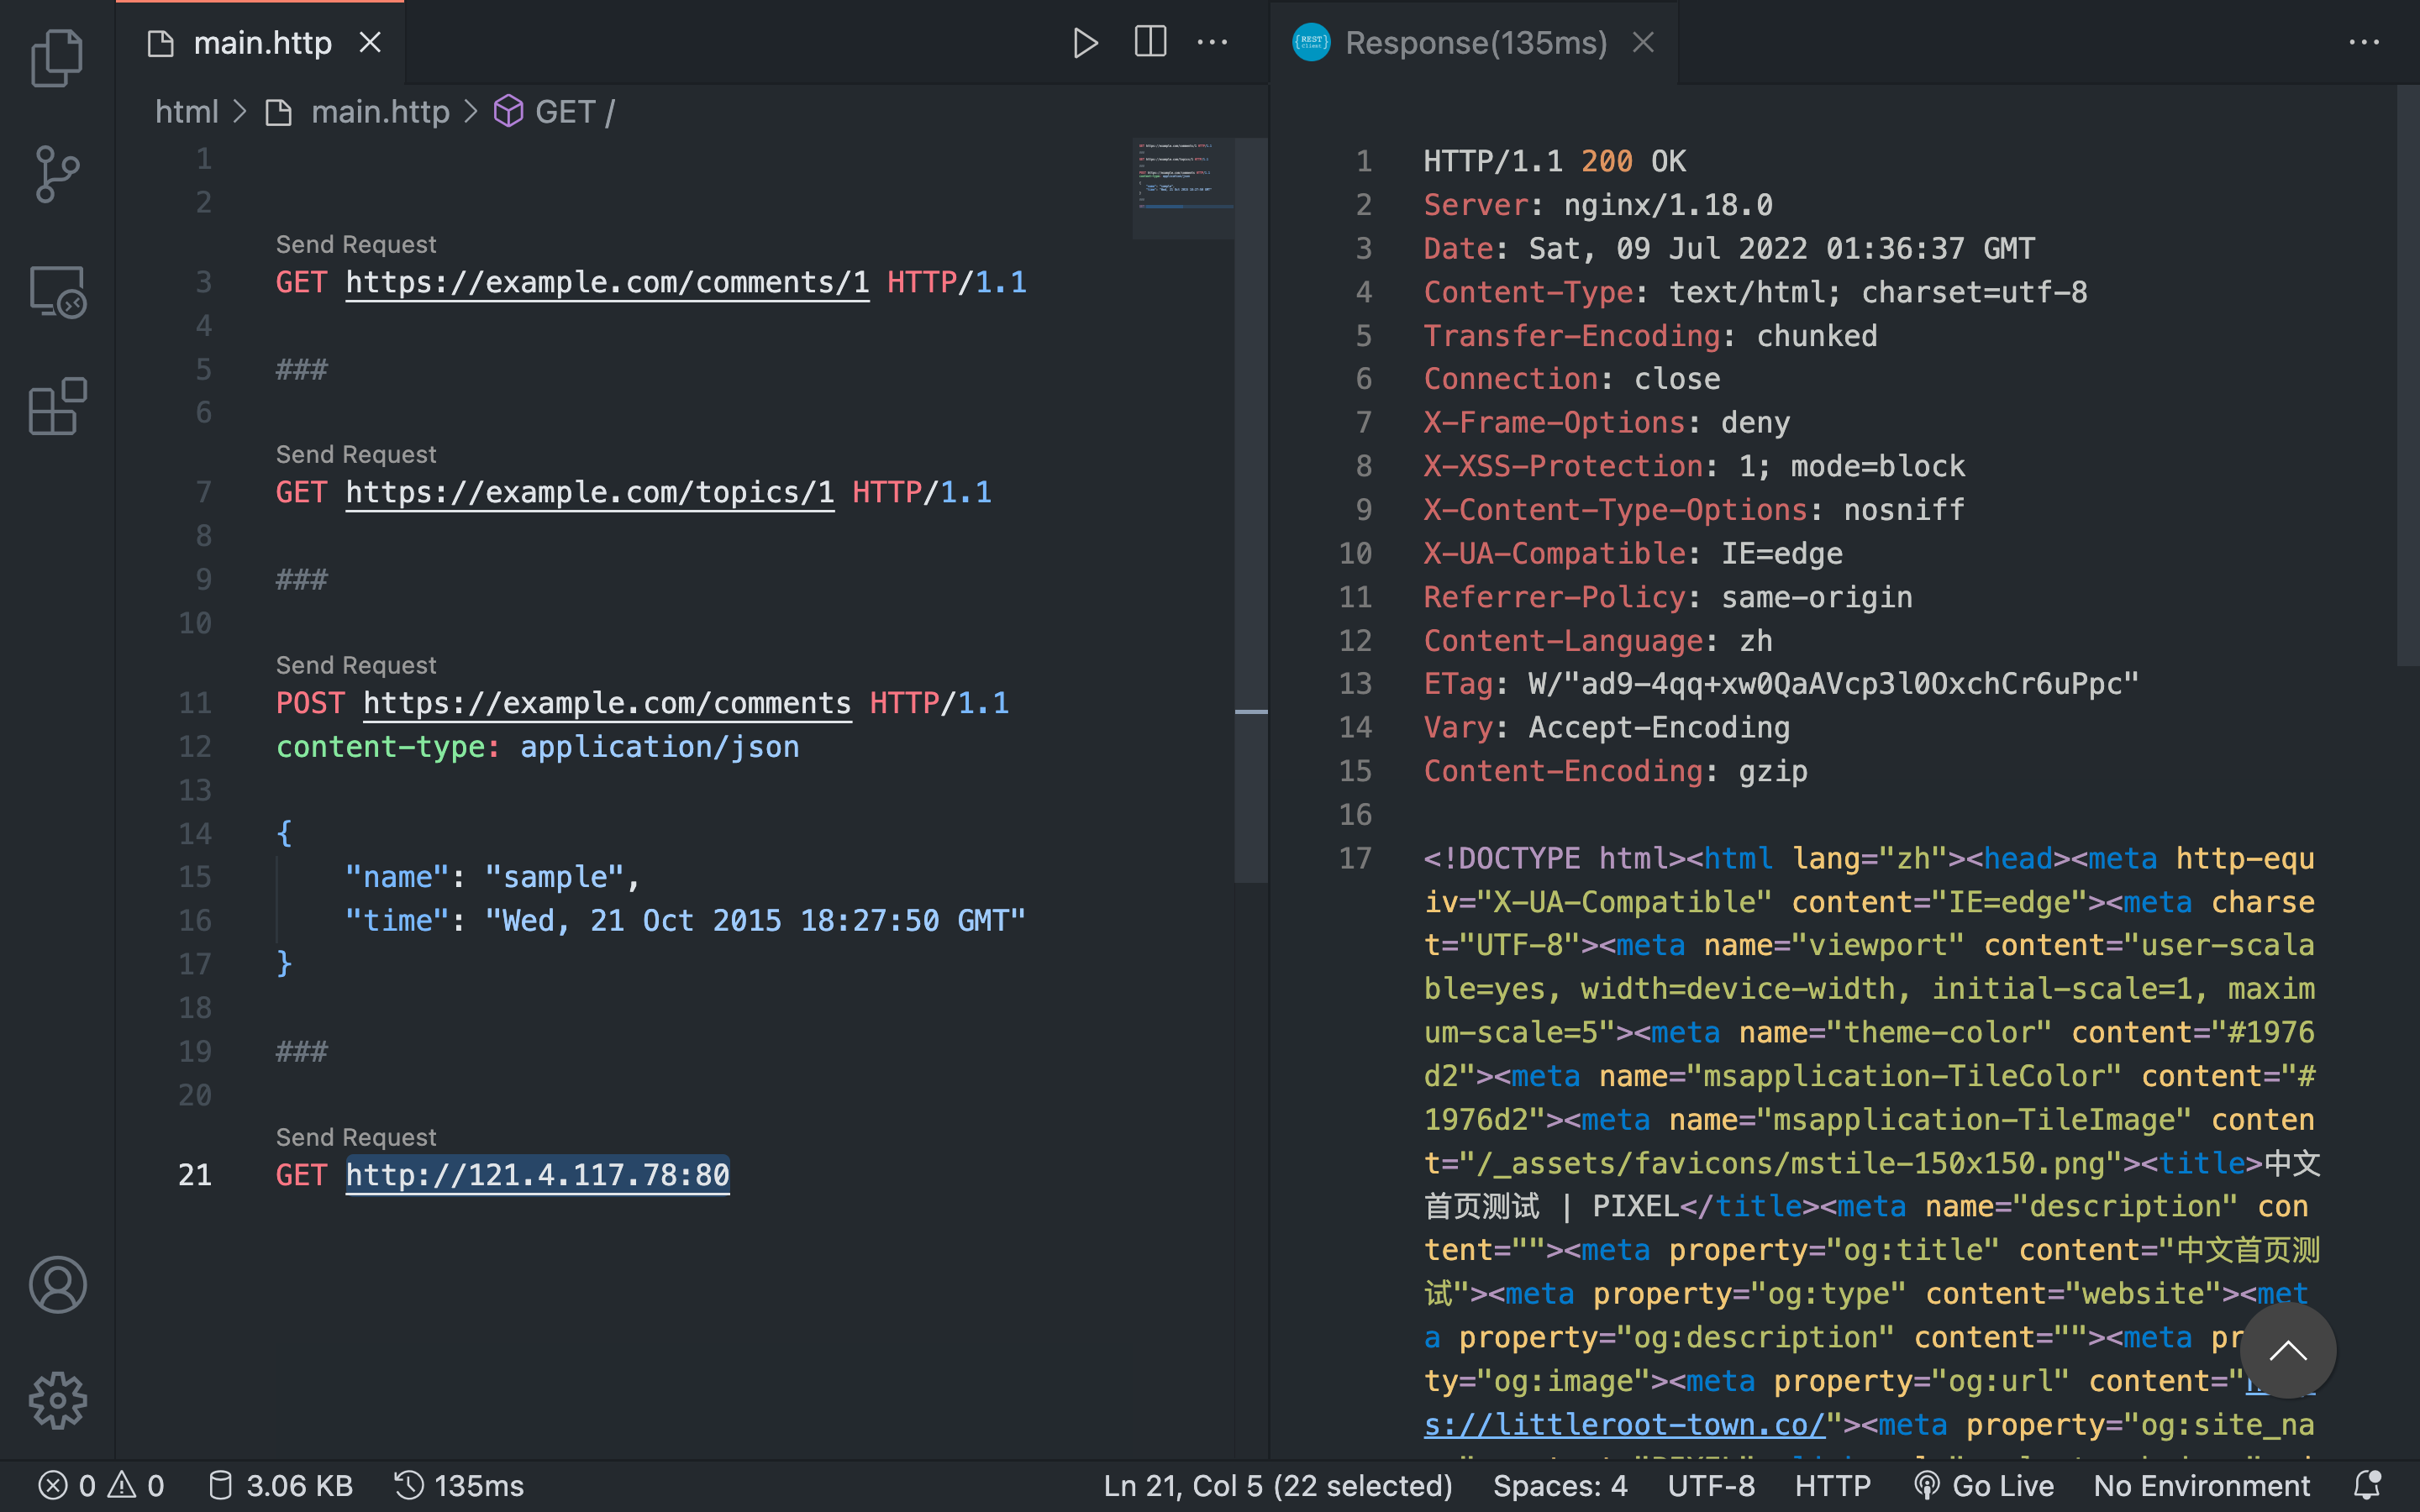 main.http
html > main.http > GET /
1
2
Send Request
3 GET https://example.com/comments/1 HTTP/1.1
4
5 ###
6
Send Request
7 GET https://example.com/topics/1 HTTP/1.1
8
9 ###
10
Send Request
11 POST https://example.com/comments HTTP/1.1
12 content-type: application/json
13
14 {
15 "name": "sample",
16 "time": "Wed, 21 Oct 2015 18:27:50 GMT"
17 }
18
19 ###
20
Send Request
21 GET http://121.4.117.78:80
{REST} Client
Response(135ms)
1 HTTP/1.1 200 OK
2 Server: nginx/1.18.0
3 Date: Sat, 09 Jul 2022 01:36:37 GMT
4 Content-Type: text/html; charset=utf-8
5 Transfer-Encoding: chunked
6 Connection: close
7 X-Frame-Options: deny
8 X-XSS-Protection: 1; mode=block
9 X-Content-Type-Options: nosniff
10 X-UA-Compatible: IE=edge
11 Referrer-Policy: same-origin
12 Content-Language: zh
13 ETag: W/"ad9-4qq+xw0QaAVcp3l0OxchCr6uPpc"
14 Vary: Accept-Encoding
15 Content-Encoding: gzip
16
17 <!DOCTYPE html><html lang="zh"><head><meta http-equ
iv="X-UA-Compatible" content="IE=edge"><meta charse
t="UTF-8"><meta name="viewport" content="user-scala
ble=yes, width=device-width, initial-scale=1, maxim
um-scale=5"><meta name="theme-color" content="#1976
d2"><meta name="msapplication-TileColor" content="#
1976d2"><meta name="msapplication-TileImage" conten
t="/_assets/favicons/mstile-150x150.png"><title>中文
首页测试 | PIXEL</title><meta name="description" con
tent=""><meta property="og:title" content="中文首页测
试"><meta property="og:type" content="website"><met
a property="og:description" content=""><meta pr
ty="og:image"><meta property="og:url" content="
s://littleroot-town.co/"><meta property="og:site_na
0 0 3.06 KB 135ms
Ln 21, Col 5 (22 selected) Spaces: 4 UTF-8 HTTP Go Live No Environment